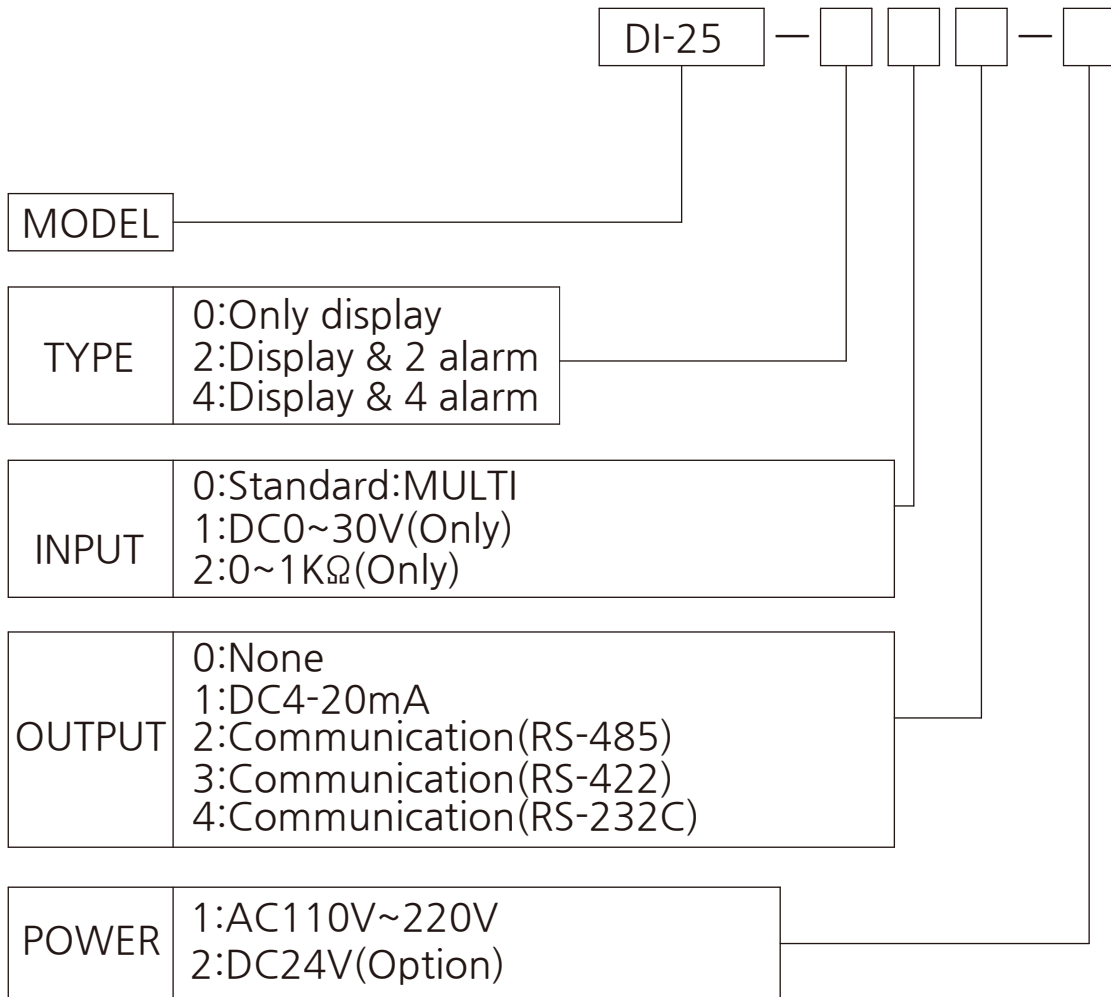 DI-25 — —
MODEL
TYPE
0:Only display
2:Display & 2 alarm
4:Display & 4 alarm
INPUT
0:Standard:MULTI
1:DC0~30V(Only)
2:0~1KΩ(Only)
OUTPUT
0:None
1:DC4-20mA
2:Communication(RS-485)
3:Communication(RS-422)
4:Communication(RS-232C)
POWER
1:AC110V~220V
2:DC24V(Option)